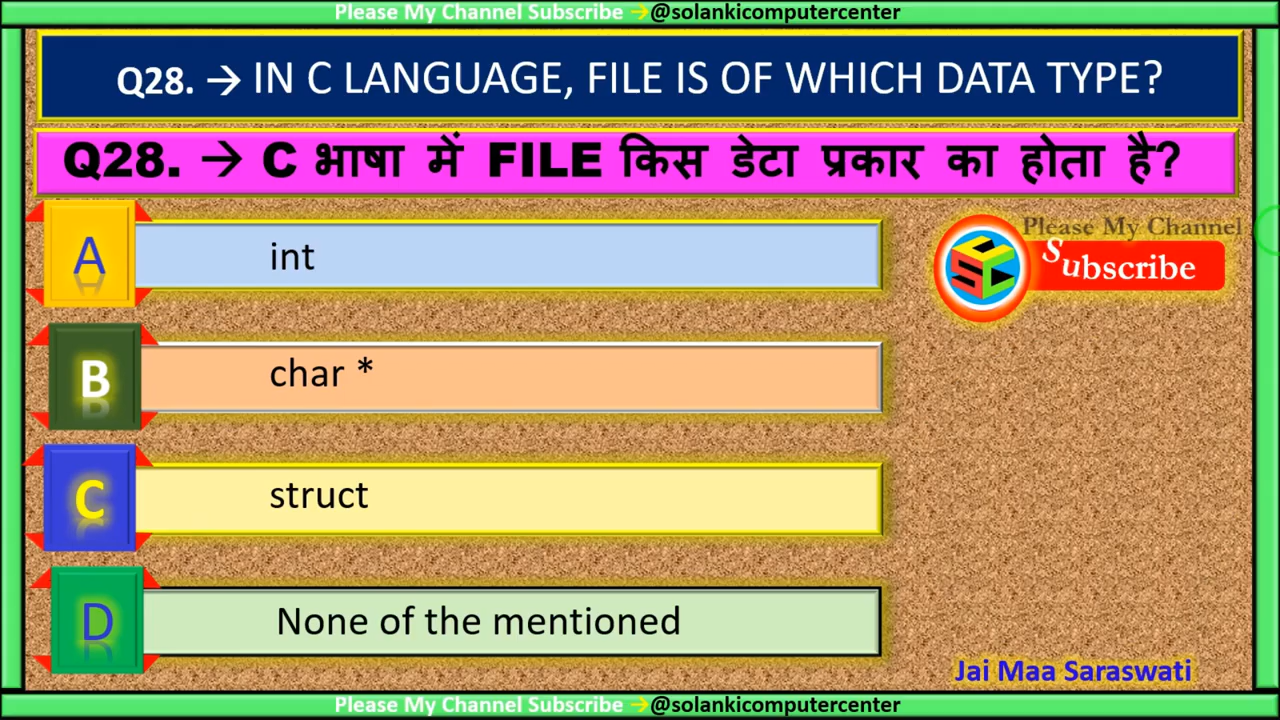 Please My Channel Subscribe →@solankicomputercenter
Q28. → IN C LANGUAGE, FILE IS OF WHICH DATA TYPE?
Q28. → C भाषा में FILE किस डेटा प्रकार का होता है?
A int
Please My Channel
Subscribe
SCC
B char *
C struct
D None of the mentioned
Jai Maa Saraswati
Please My Channel Subscribe →@solankicomputercenter